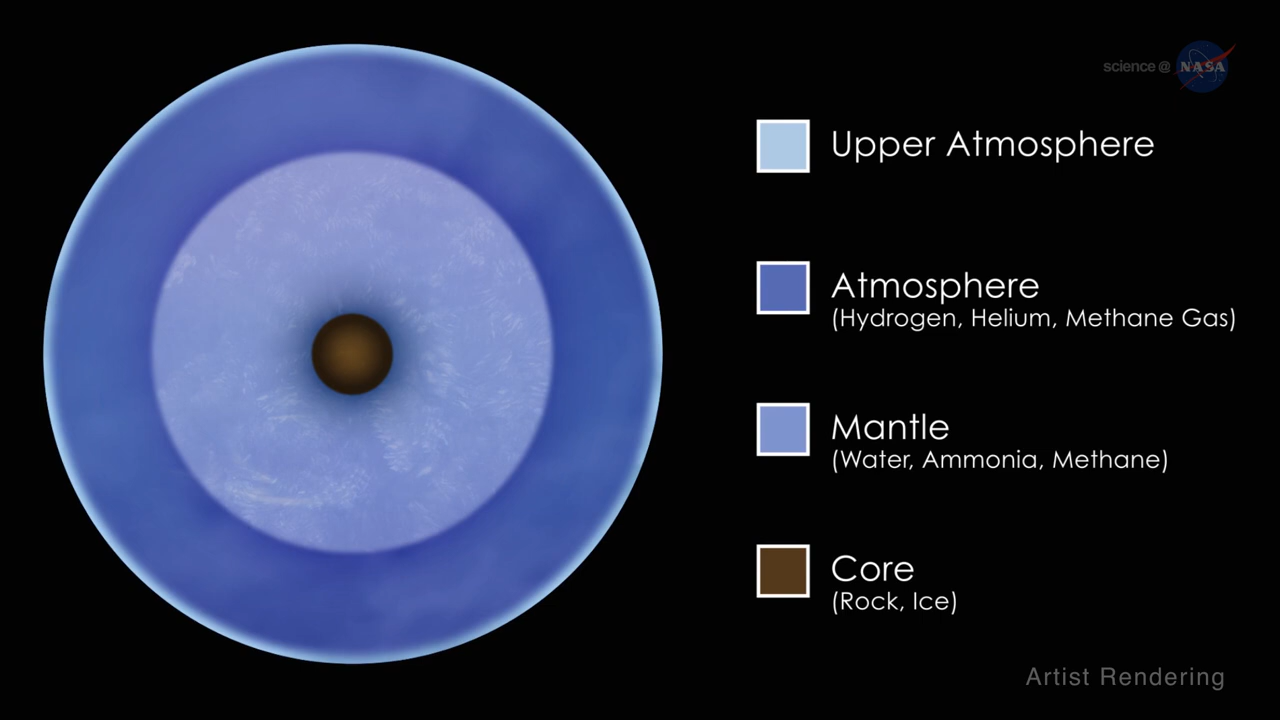 science @ NASA
Upper Atmosphere
Atmosphere
(Hydrogen, Helium, Methane Gas)
Mantle
(Water, Ammonia, Methane)
Core
(Rock, Ice)
Artist Rendering